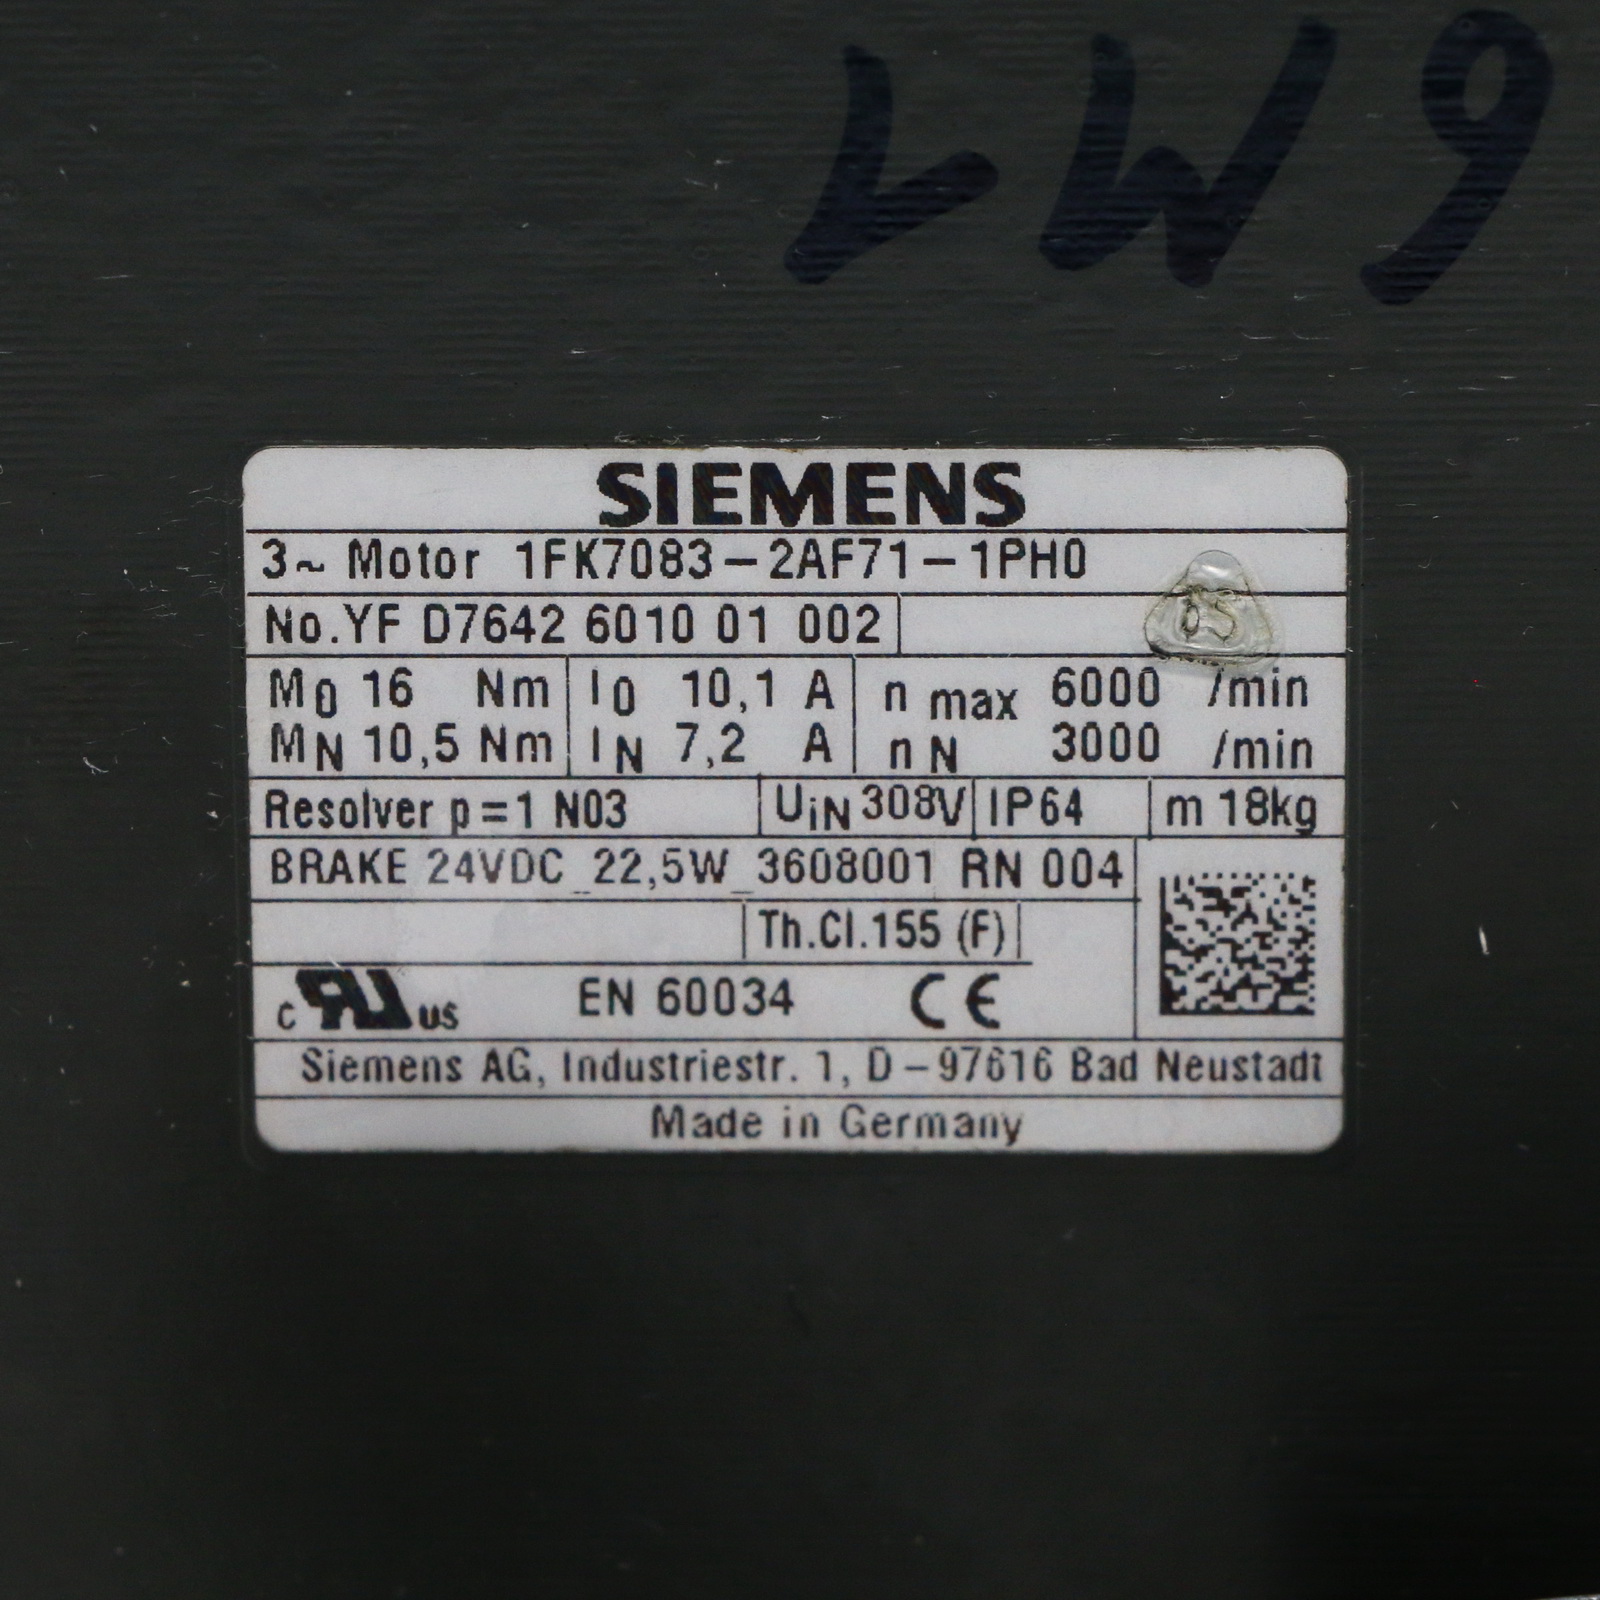 LW9
SIEMENS
3~ Motor 1FK7083-2AF71-1PH0
No.YF D7642 6010 01 002
M0 16 Nm I0 10,1 A n max 6000 /min
MN 10,5 Nm IN 7,2 A n N 3000 /min
Resolver p=1 N03 UiN 308V IP64 m 18kg
BRAKE 24VDC 22,5W 3608001 RN 004
Th.Cl.155 (F)
c RU US EN 60034 CE
Siemens AG, Industriestr. 1, D-97616 Bad Neustadt
Made in Germany